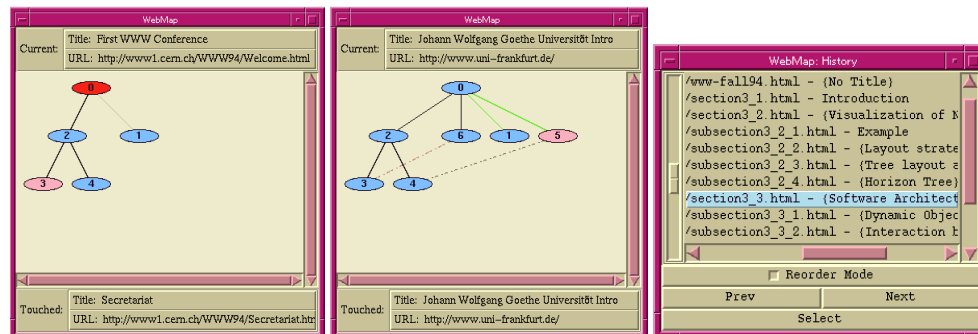 WebMap
Current:
Title: First WWW Conference
URL: http://www1.cern.ch/WWW94/Welcome.html
0
2 1
3 4
Touched:
Title: Secretariat
URL: http://www1.cern.ch/WWW94/Secretariat.htm
WebMap
Current:
Title: Johann Wolfgang Goethe Universität Intro
URL: http://www.uni-frankfurt.de/
0
2 6 1 5
3 4
Touched:
Title: Johann Wolfgang Goethe Universität Intro
URL: http://www.uni-frankfurt.de/
WebMap: History
/www-fall94.html - {No Title}
/section3_1.html - Introduction
/section3_2.html - {Visualization of N
/subsection3_2_1.html - Example
/subsection3_2_2.html - {Layout strate
/subsection3_2_3.html - {Tree layout a
/subsection3_2_4.html - {Horizon Tree}
/section3_3.html - {Software Architect
/subsection3_3_1.html - {Dynamic Objec
/subsection3_3_2.html - {Interaction b
Reorder Mode
Prev Next
Select